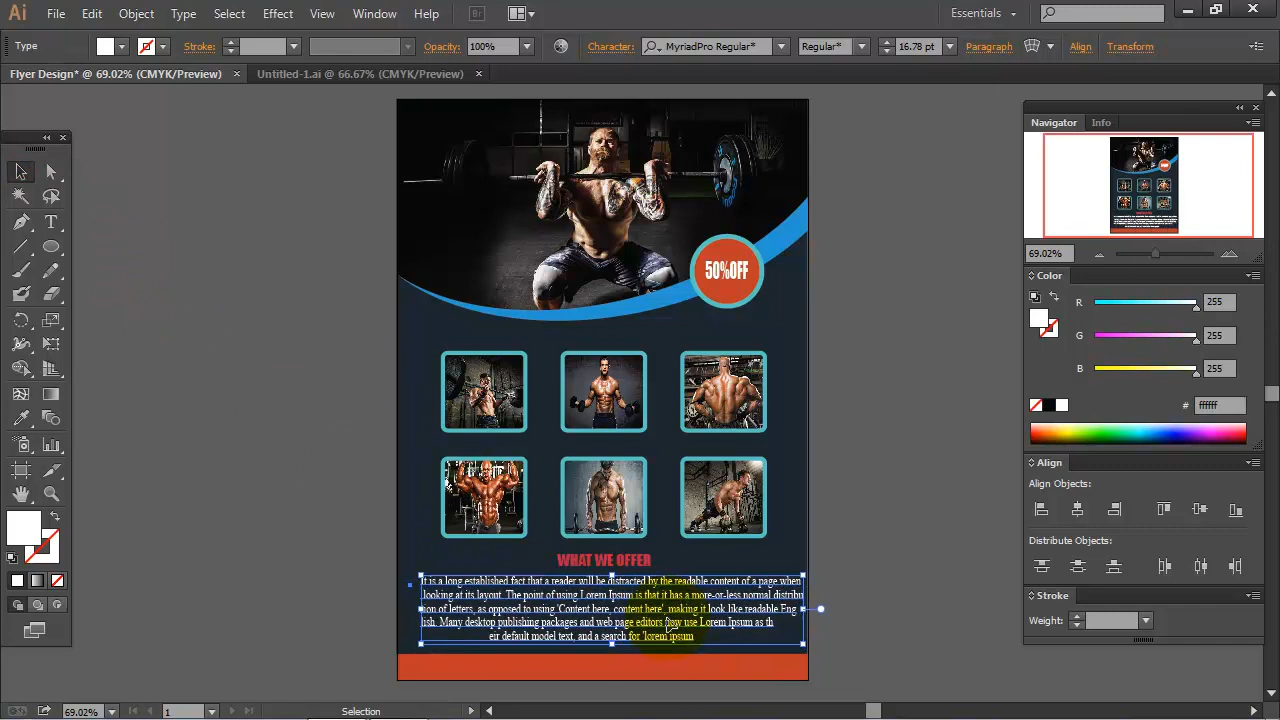 Ai File Edit Object Type Select Effect View Window Help Br Essentials
Type Stroke: Opacity: 100% Character: MyriadPro Regular* Regular* 16.78 pt Paragraph Align Transform
Flyer Design* @ 69.02% (CMYK/Preview) Untitled-1.ai @ 66.67% (CMYK/Preview)
Navigator Info
69.02%
Color
R 255
G 255
B 255
# ffffff
Align
Align Objects:
Distribute Objects:
Stroke
Weight:
50%OFF
WHAT WE OFFER
It is a long established fact that a reader will be distracted by the readable content of a page when
looking at its layout. The point of using Lorem Ipsum is that it has a more-or-less normal distribu
ion of letters, as opposed to using 'Content here, content here', making it look like readable Eng
lish. Many desktop publishing packages and web page editors now use Lorem Ipsum as th
eir default model text, and a search for 'lorem ipsum
69.02% 1 Selection